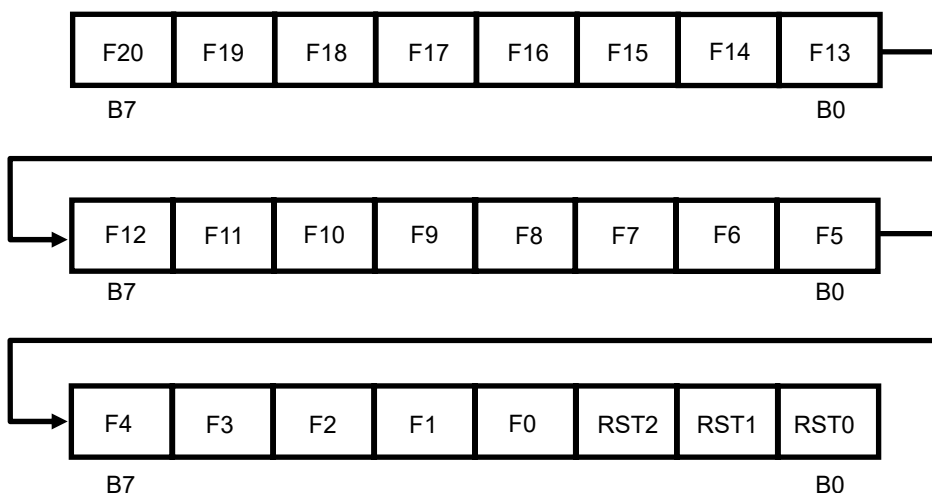 F20 F19 F18 F17 F16 F15 F14 F13
B7 B0
F12 F11 F10 F9 F8 F7 F6 F5
B7 B0
F4 F3 F2 F1 F0 RST2 RST1 RST0
B7 B0